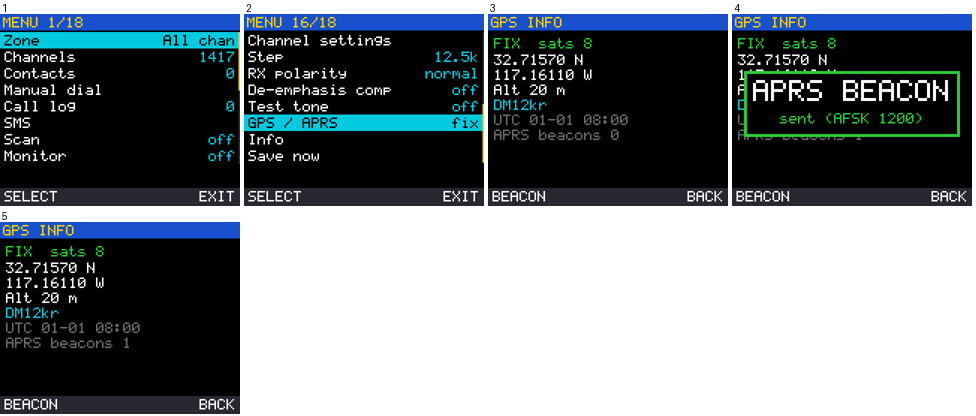 1
MENU 1/18
Zone All chan
Channels 1417
Contacts 0
Manual dial
Call log 0
SMS
Scan off
Monitor off
SELECT EXIT
2
MENU 16/18
Channel settings
Step 12.5k
RX polarity normal
De-emphasis comp off
Test tone off
GPS / APRS fix
Info
Save now
SELECT EXIT
3
GPS INFO
FIX sats 8
32.71570 N
117.16110 W
Alt 20 m
DM12kr
UTC 01-01 08:00
APRS beacons 0
BEACON BACK
4
GPS INFO
FIX sats 8
32.71570 N
APRS BEACON
sent (AFSK 1200)
BEACON BACK
5
GPS INFO
FIX sats 8
32.71570 N
117.16110 W
Alt 20 m
DM12kr
UTC 01-01 08:00
APRS beacons 1
BEACON BACK